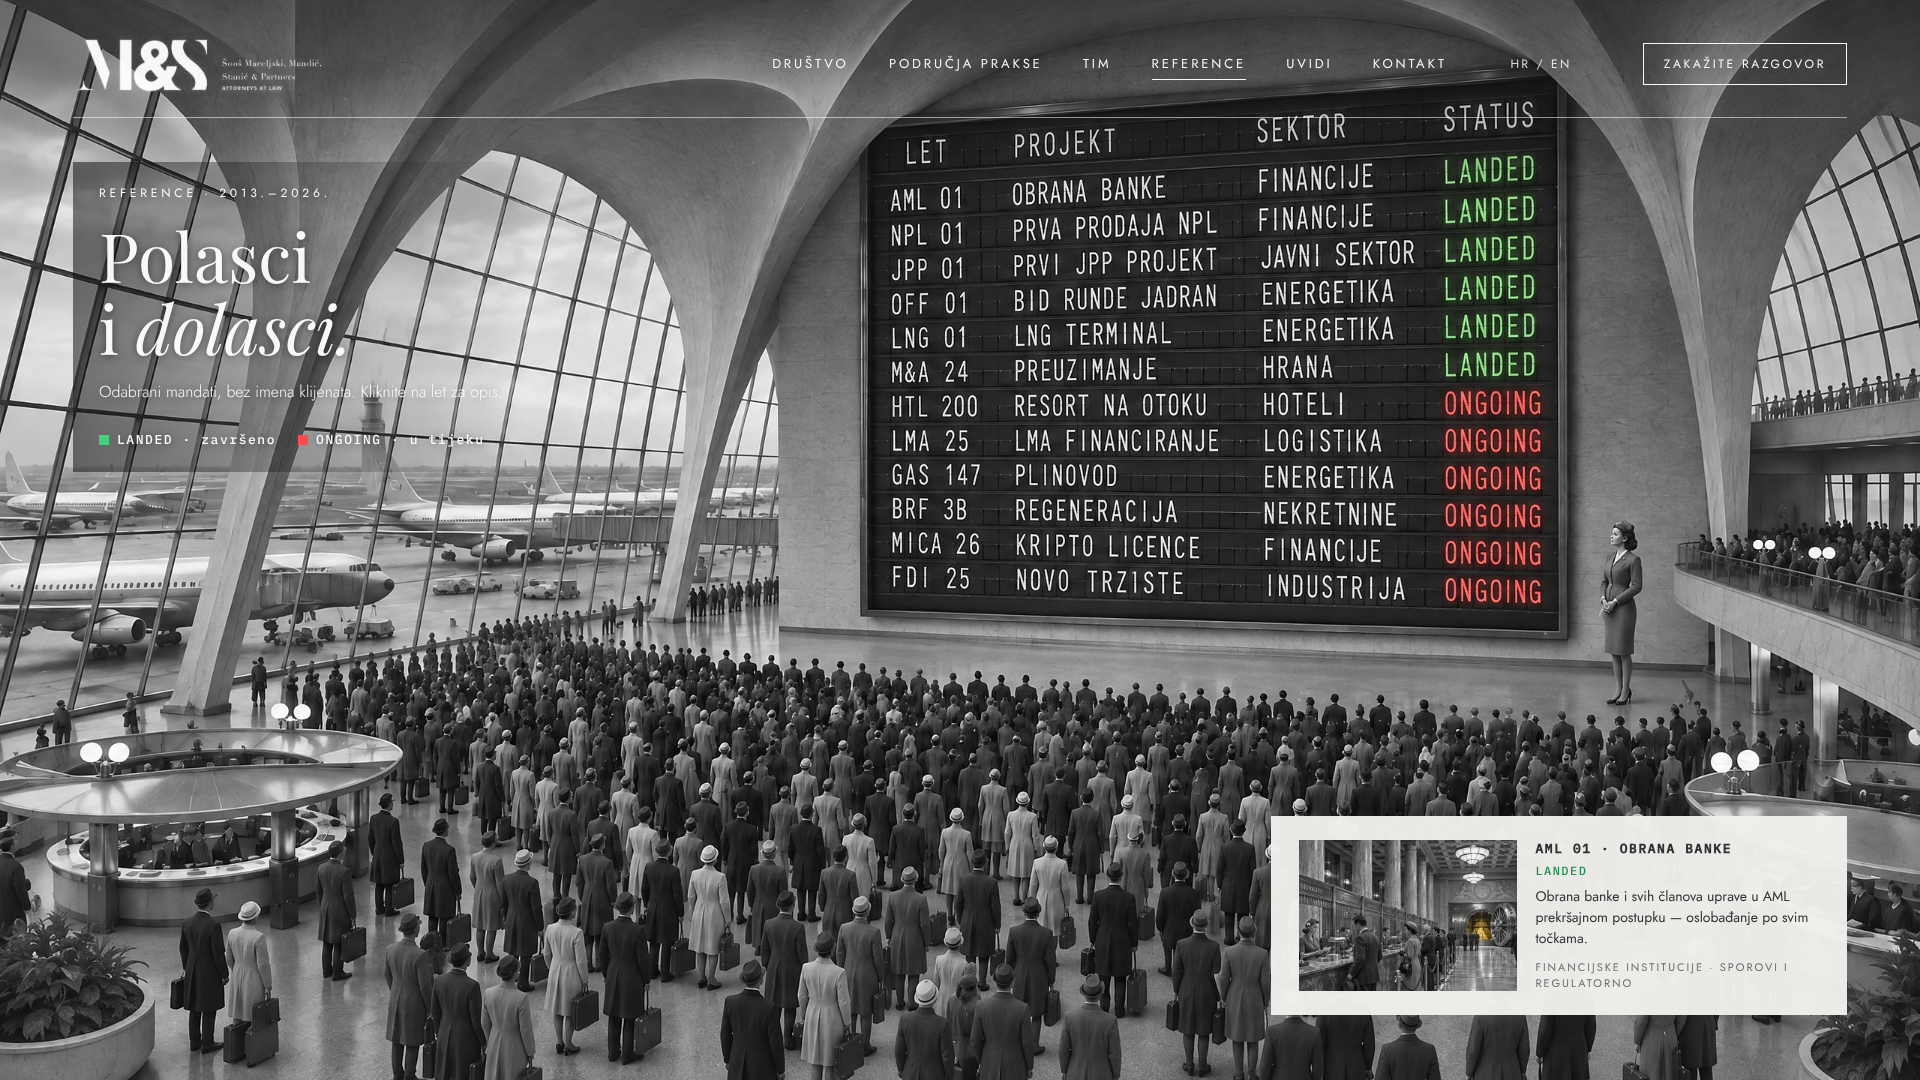 M&S
Šooš Maceljski, Mandić,
Stanić & Partners
ATTORNEYS AT LAW
DRUŠTVO
PODRUČJA PRAKSE
TIM
REFERENCE
UVIDI
KONTAKT
HR / EN
ZAKAŽITE RAZGOVOR
REFERENCE · 2013.—2026.
Polasci
i dolasci.
Odabrani mandati, bez imena klijenata. Kliknite na let za opis.
LANDED · završeno
ONGOING · u tijeku
LET PROJEKT SEKTOR STATUS
AML 01 OBRANA BANKE FINANCIJE LANDED
NPL 01 PRVA PRODAJA NPL FINANCIJE LANDED
JPP 01 PRVI JPP PROJEKT JAVNI SEKTOR LANDED
OFF 01 BID RUNDE JADRAN ENERGETIKA LANDED
LNG 01 LNG TERMINAL ENERGETIKA LANDED
M&A 24 PREUZIMANJE HRANA LANDED
HTL 200 RESORT NA OTOKU HOTELI ONGOING
LMA 25 LMA FINANCIRANJE LOGISTIKA ONGOING
GAS 147 PLINOVOD ENERGETIKA ONGOING
BRF 3B REGENERACIJA NEKRETNINE ONGOING
MICA 26 KRIPTO LICENCE FINANCIJE ONGOING
FDI 25 NOVO TRZISTE INDUSTRIJA ONGOING
AML 01 · OBRANA BANKE
LANDED
Obrana banke i svih članova uprave u AML
prekršajnom postupku — oslobađanje po svim
točkama.
FINANCIJSKE INSTITUCIJE · SPOROVI I
REGULATORNO